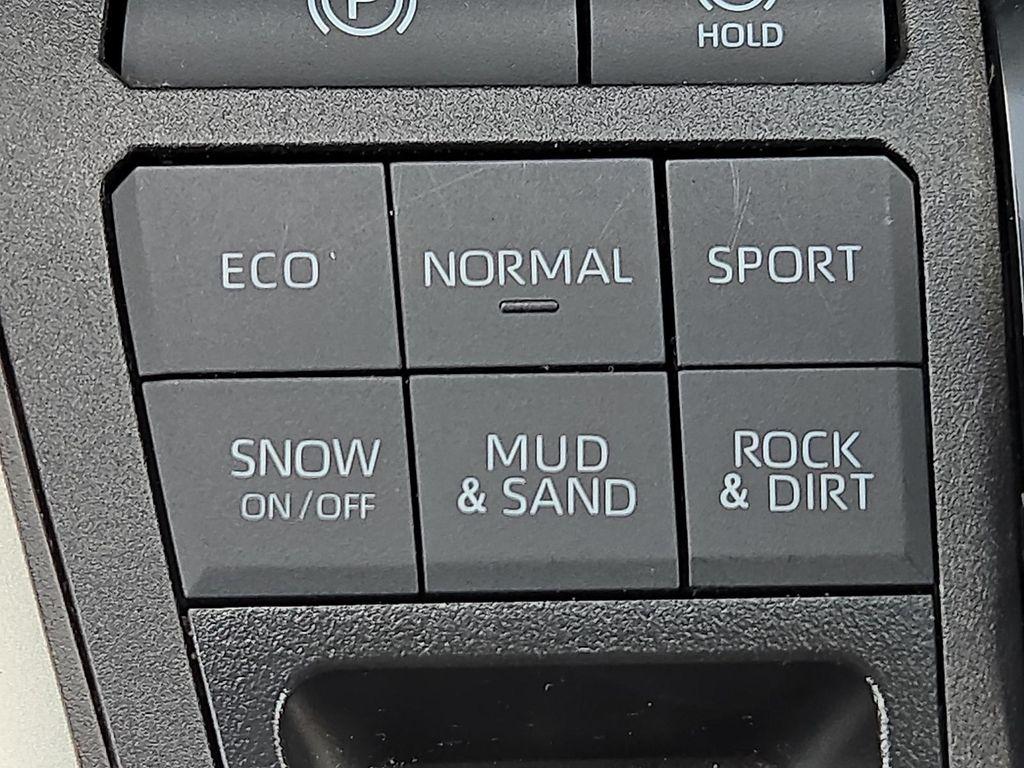 P
HOLD
ECO
NORMAL
SPORT
SNOW
ON/OFF
MUD
& SAND
ROCK
& DIRT